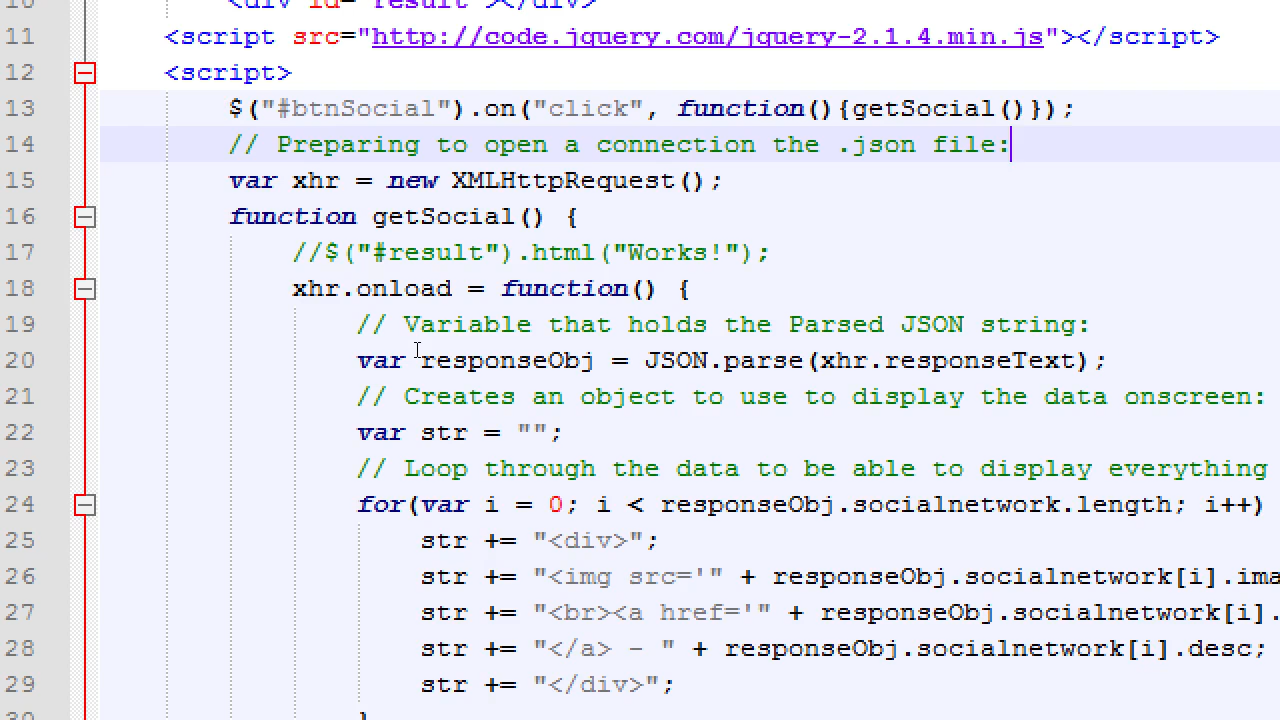 10 <div id="result"></div>
11 <script src="http://code.jquery.com/jquery-2.1.4.min.js"></script>
12 <script>
13 $("#btnSocial").on("click", function(){getSocial()});
14 // Preparing to open a connection the .json file:
15 var xhr = new XMLHttpRequest();
16 function getSocial() {
17 //$("#result").html("Works!");
18 xhr.onload = function() {
19 // Variable that holds the Parsed JSON string:
20 var responseObj = JSON.parse(xhr.responseText);
21 // Creates an object to use to display the data onscreen:
22 var str = "";
23 // Loop through the data to be able to display everything
24 for(var i = 0; i < responseObj.socialnetwork.length; i++)
25 str += "<div>";
26 str += "<img src='" + responseObj.socialnetwork[i].ima
27 str += "<br><a href='" + responseObj.socialnetwork[i].
28 str += "</a> - " + responseObj.socialnetwork[i].desc;
29 str += "</div>";
30 }